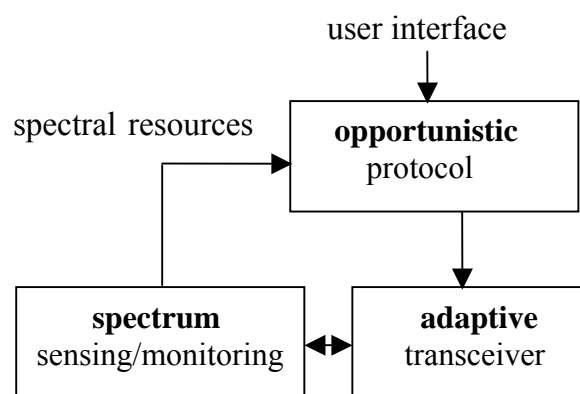 user interface
spectral resources
opportunistic
protocol
spectrum
sensing/monitoring
adaptive
transceiver